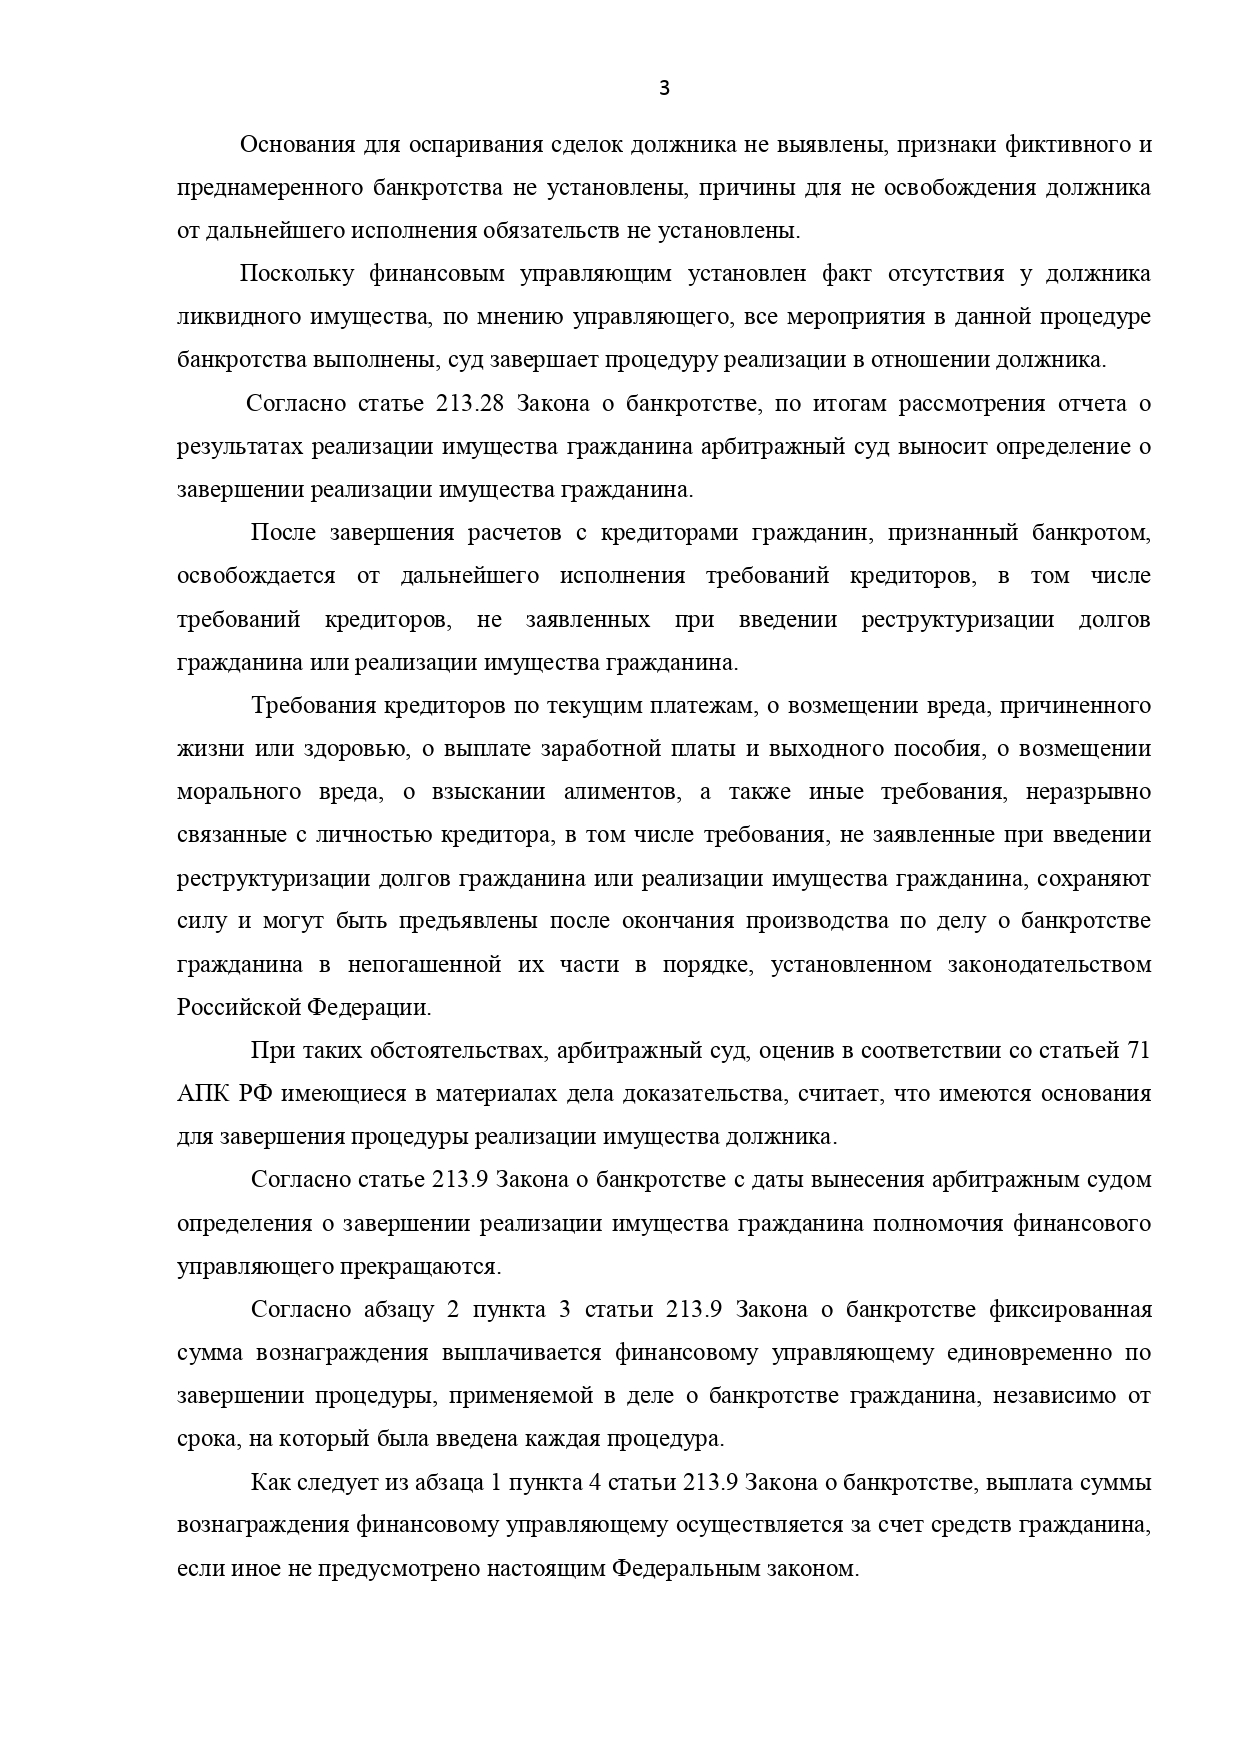 3
Основания для оспаривания сделок должника не выявлены, признаки фиктивного и
преднамеренного банкротства не установлены, причины для не освобождения должника
от дальнейшего исполнения обязательств не установлены.
Поскольку финансовым управляющим установлен факт отсутствия у должника
ликвидного имущества, по мнению управляющего, все мероприятия в данной процедуре
банкротства выполнены, суд завершает процедуру реализации в отношении должника.
Согласно статье 213.28 Закона о банкротстве, по итогам рассмотрения отчета о
результатах реализации имущества гражданина арбитражный суд выносит определение о
завершении реализации имущества гражданина.
После завершения расчетов с кредиторами гражданин, признанный банкротом,
освобождается от дальнейшего исполнения требований кредиторов, в том числе
требований кредиторов, не заявленных при введении реструктуризации долгов
гражданина или реализации имущества гражданина.
Требования кредиторов по текущим платежам, о возмещении вреда, причиненного
жизни или здоровью, о выплате заработной платы и выходного пособия, о возмещении
морального вреда, о взыскании алиментов, а также иные требования, неразрывно
связанные с личностью кредитора, в том числе требования, не заявленные при введении
реструктуризации долгов гражданина или реализации имущества гражданина, сохраняют
силу и могут быть предъявлены после окончания производства по делу о банкротстве
гражданина в непогашенной их части в порядке, установленном законодательством
Российской Федерации.
При таких обстоятельствах, арбитражный суд, оценив в соответствии со статьей 71
АПК РФ имеющиеся в материалах дела доказательства, считает, что имеются основания
для завершения процедуры реализации имущества должника.
Согласно статье 213.9 Закона о банкротстве с даты вынесения арбитражным судом
определения о завершении реализации имущества гражданина полномочия финансового
управляющего прекращаются.
Согласно абзацу 2 пункта 3 статьи 213.9 Закона о банкротстве фиксированная
сумма вознаграждения выплачивается финансовому управляющему единовременно по
завершении процедуры, применяемой в деле о банкротстве гражданина, независимо от
срока, на который была введена каждая процедура.
Как следует из абзаца 1 пункта 4 статьи 213.9 Закона о банкротстве, выплата суммы
вознаграждения финансовому управляющему осуществляется за счет средств гражданина,
если иное не предусмотрено настоящим Федеральным законом.